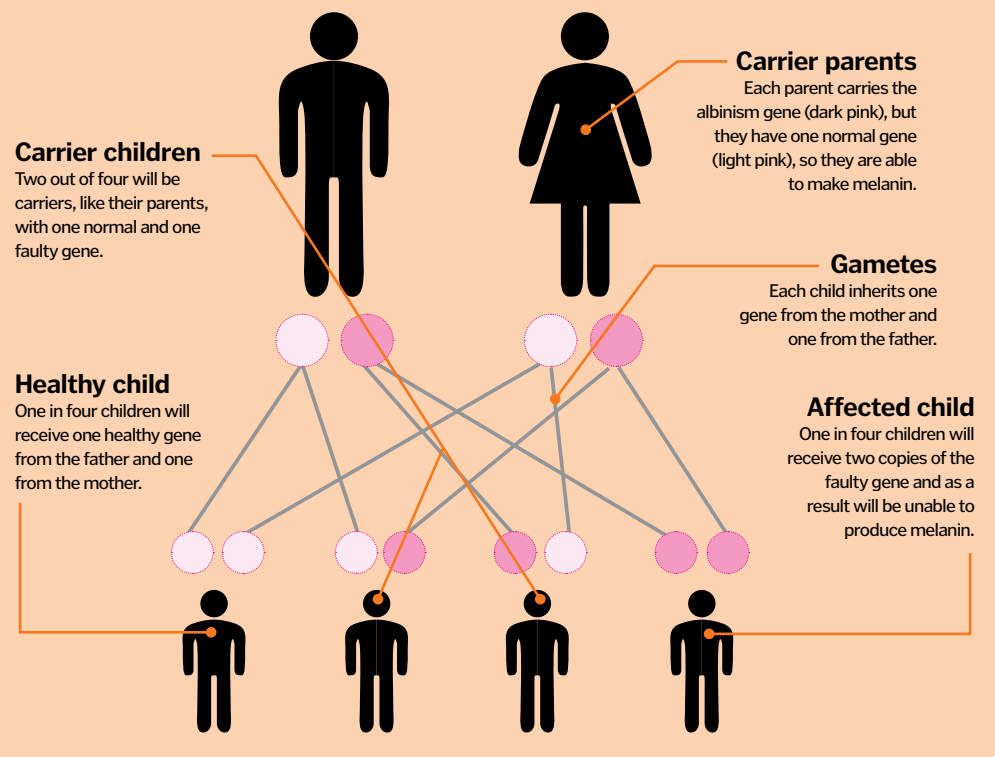 Carrier parents
Each parent carries the
albinism gene (dark pink), but
they have one normal gene
(light pink), so they are able
to make melanin.
Carrier children
Two out of four will be
carriers, like their parents,
with one normal and one
faulty gene.
Gametes
Each child inherits one
gene from the mother and
one from the father.
Healthy child
One in four children will
receive one healthy gene
from the father and one
from the mother.
Affected child
One in four children will
receive two copies of the
faulty gene and as a
result will be unable to
produce melanin.